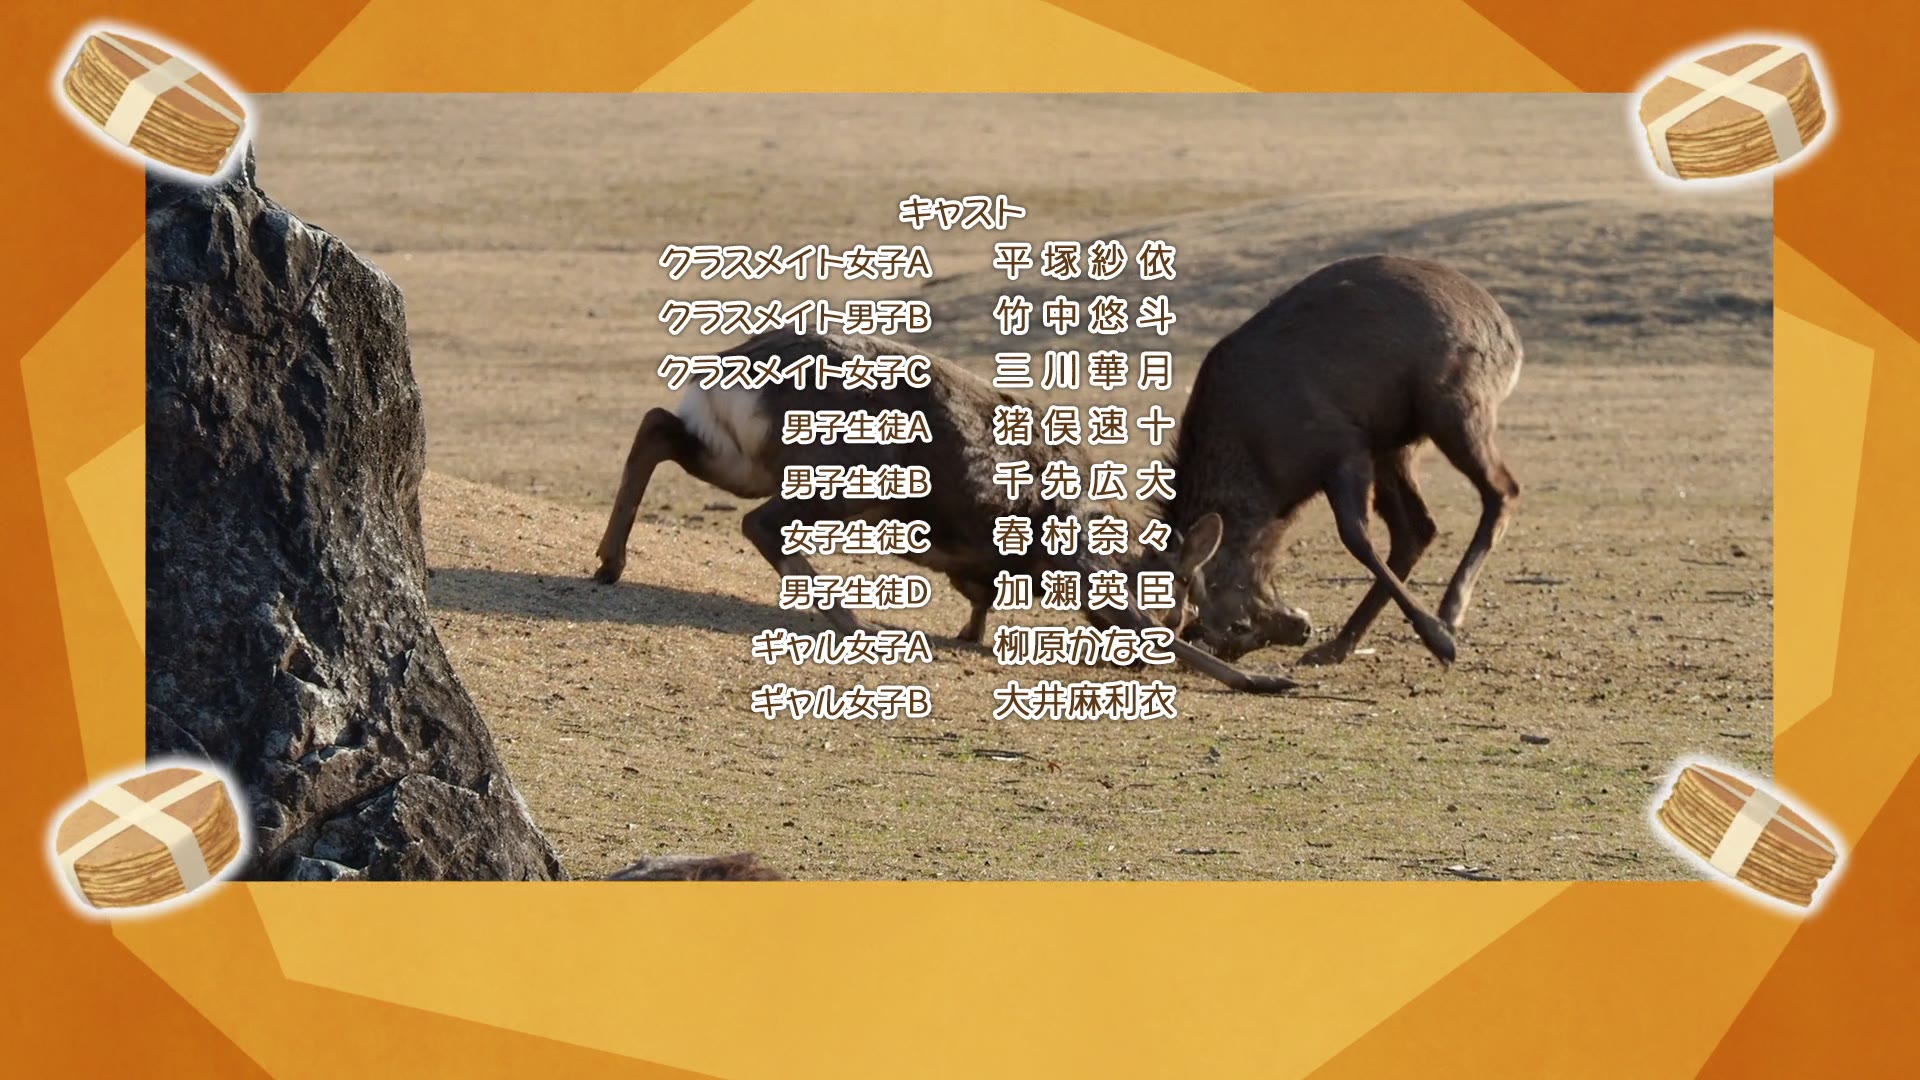 キャスト
クラスメイト女子A 平塚紗依
クラスメイト男子B 竹中悠斗
クラスメイト女子C 三川華月
男子生徒A 猪俣速十
男子生徒B 千先広大
女子生徒C 春村奈々
男子生徒D 加瀬英臣
ギャル女子A 柳原かなこ
ギャル女子B 大井麻利衣